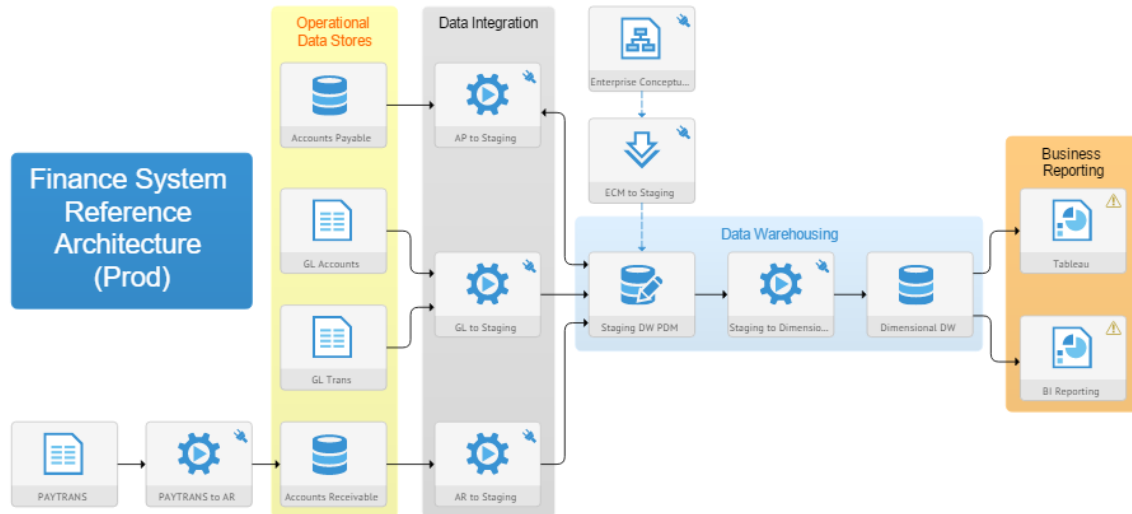 Operational
Data Stores
Data Integration
Enterprise Conceptu...
Accounts Payable
AP to Staging
Finance System
Reference
Architecture
(Prod)
ECM to Staging
Business
Reporting
Data Warehousing
GL Accounts
Tableau
GL to Staging
Staging DW PDM
Staging to Dimensio...
Dimensional DW
GL Trans
BI Reporting
PAYTRANS
PAYTRANS to AR
Accounts Receivable
AR to Staging